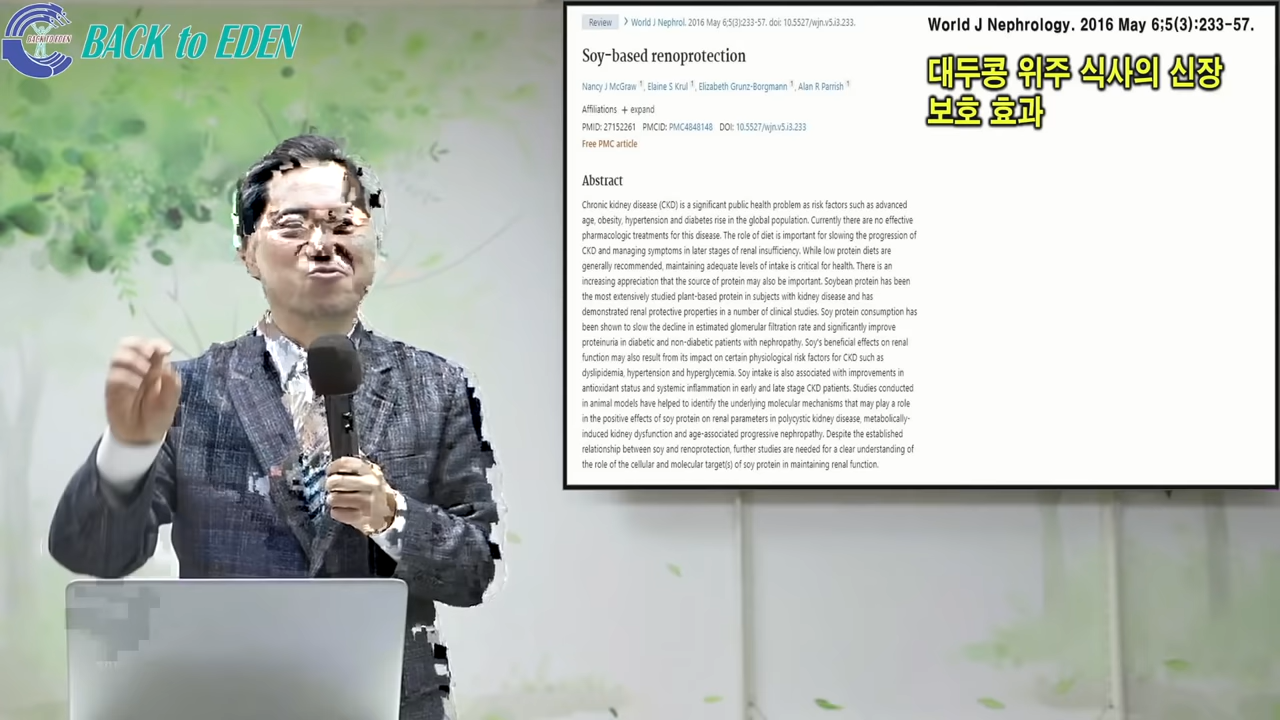 BACK to EDEN
BACK TO EDEN
Review World J Nephrol. 2016 May 6;5(3):233-57. doi: 10.5527/wjn.v5.i3.233.
Soy-based renoprotection
Nancy J McGraw 1, Elaine S Krul 1, Elizabeth Grunz-Borgmann 1, Alan R Parrish 1
Affiliations + expand
PMID: 27152261 PMCID: PMC4848148 DOI: 10.5527/wjn.v5.i3.233
Free PMC article
Abstract
Chronic kidney disease (CKD) is a significant public health problem as risk factors such as advanced
age, obesity, hypertension and diabetes rise in the global population. Currently there are no effective
pharmacologic treatments for this disease. The role of diet is important for slowing the progression of
CKD and managing symptoms in later stages of renal insufficiency. While low protein diets are
generally recommended, maintaining adequate levels of intake is critical for health. There is an
increasing appreciation that the source of protein may also be important. Soybean protein has been
the most extensively studied plant-based protein in subjects with kidney disease and has
demonstrated renal protective properties in a number of clinical studies. Soy protein consumption has
been shown to slow the decline in estimated glomerular filtration rate and significantly improve
proteinuria in diabetic and non-diabetic patients with nephropathy. Soy's beneficial effects on renal
function may also result from its impact on certain physiological risk factors for CKD such as
dyslipidemia, hypertension and hyperglycemia. Soy intake is also associated with improvements in
antioxidant status and systemic inflammation in early and late stage CKD patients. Studies conducted
in animal models have helped to identify the underlying molecular mechanisms that may play a role
in the positive effects of soy protein on renal parameters in polycystic kidney disease, metabolically-
induced kidney dysfunction and age-associated progressive nephropathy. Despite the established
relationship between soy and renoprotection, further studies are needed for a clear understanding of
the role of the cellular and molecular target(s) of soy protein in maintaining renal function.
World J Nephrology. 2016 May 6;5(3):233-57.
대두콩 위주 식사의 신장
보호 효과